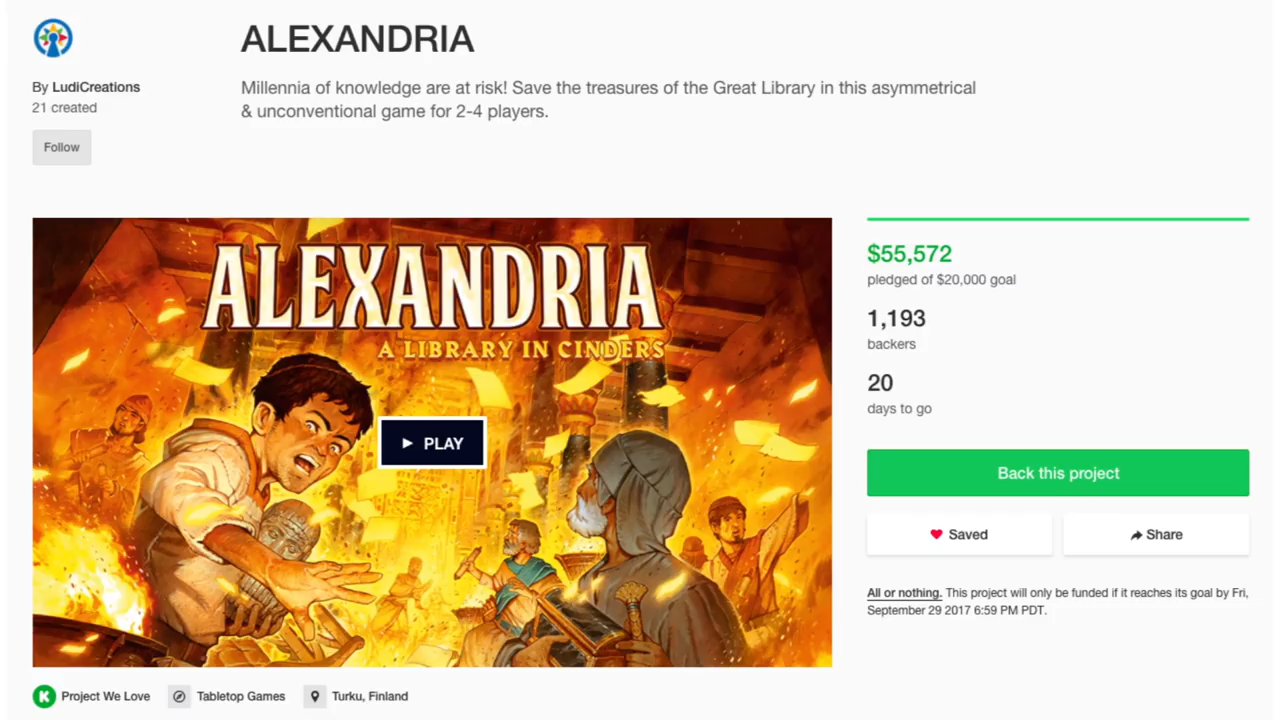 ALEXANDRIA
Millennia of knowledge are at risk! Save the treasures of the Great Library in this asymmetrical
& unconventional game for 2-4 players.
By LudiCreations
21 created
Follow
ALEXANDRIA
A LIBRARY IN CINDERS
PLAY
$55,572
pledged of $20,000 goal
1,193
backers
20
days to go
Back this project
Saved
Share
All or nothing. This project will only be funded if it reaches its goal by Fri,
September 29 2017 6:59 PM PDT.
K Project We Love
Tabletop Games
Turku, Finland